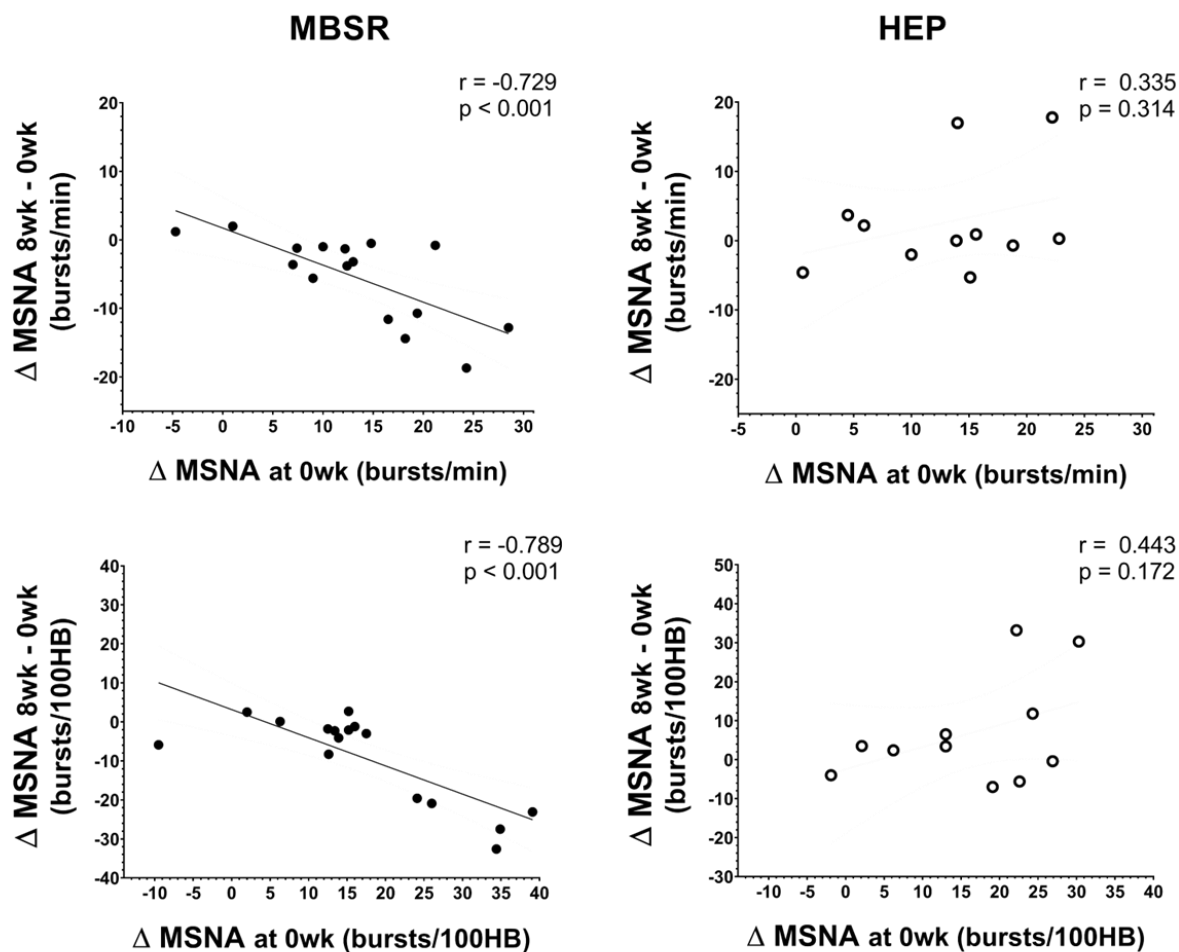 MBSR
HEP
r = -0.729
p < 0.001
Δ MSNA 8wk - 0wk
(bursts/min)
20
10
0
-10
-20
-10 -5 0 5 10 15 20 25 30
Δ MSNA at 0wk (bursts/min)
r = 0.335
p = 0.314
Δ MSNA 8wk - 0wk
(bursts/min)
20
10
0
-10
-20
-5 0 5 10 15 20 25 30
Δ MSNA at 0wk (bursts/min)
r = -0.789
p < 0.001
Δ MSNA 8wk - 0wk
(bursts/100HB)
40
30
20
10
0
-10
-20
-30
-40
-10 -5 0 5 10 15 20 25 30 35 40
Δ MSNA at 0wk (bursts/100HB)
r = 0.443
p = 0.172
Δ MSNA 8wk - 0wk
(bursts/100HB)
50
40
30
20
10
0
-10
-20
-30
-10 -5 0 5 10 15 20 25 30 35 40
Δ MSNA at 0wk (bursts/100HB)